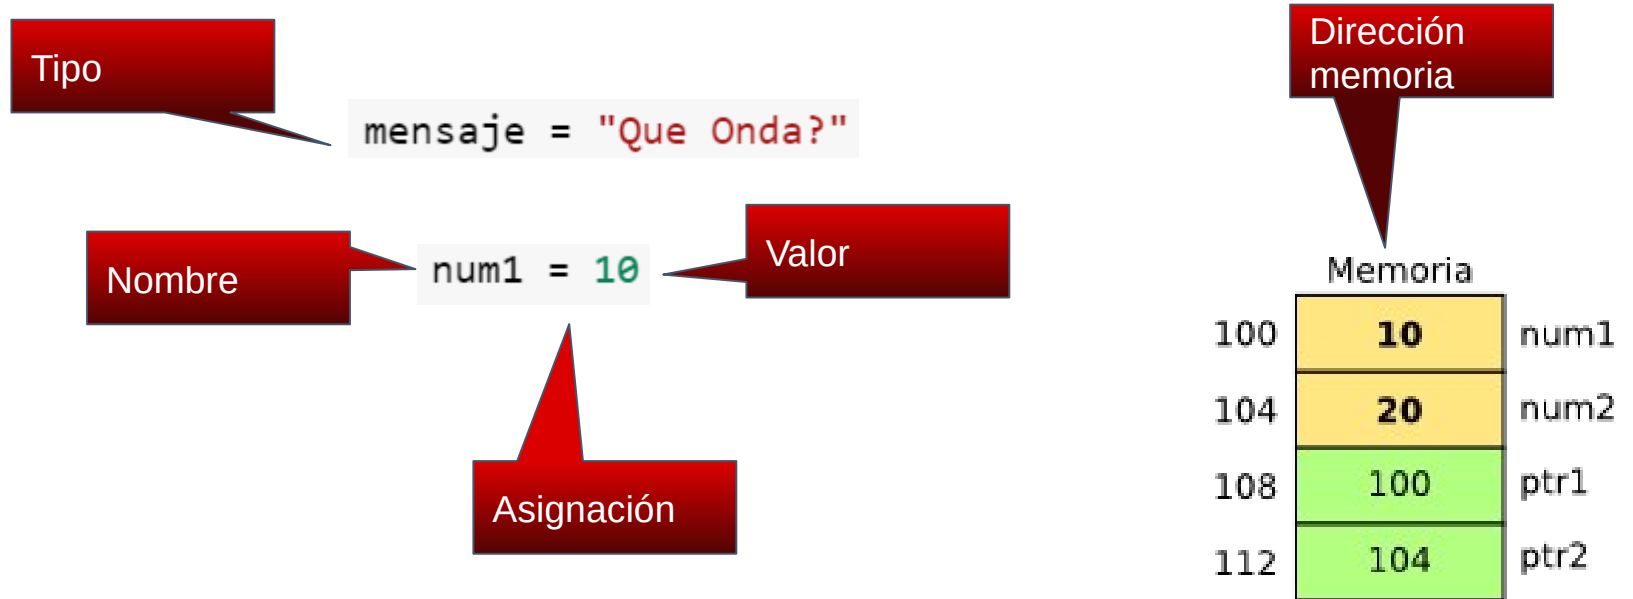 Tipo
mensaje = "Que Onda?"
Nombre
num1 = 10
Valor
Asignación
Dirección
memoria
Memoria
100 10 num1
104 20 num2
108 100 ptr1
112 104 ptr2